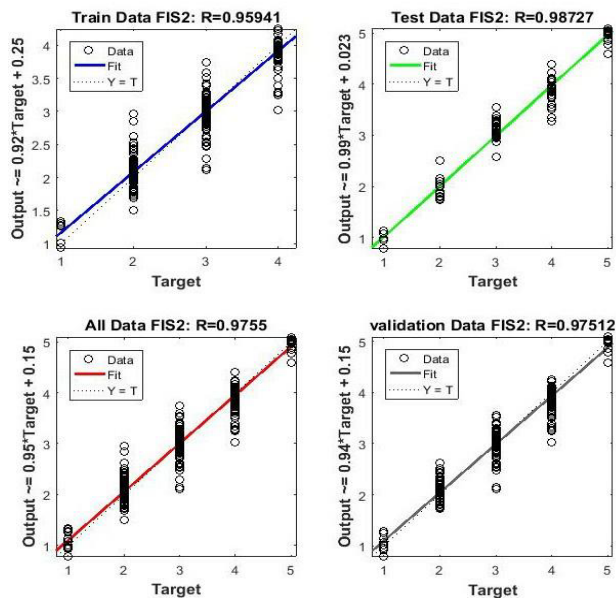 Train Data FIS2: R=0.95941
Output ~= 0.92*Target + 0.25
Data
Fit
Y = T
4
3.5
3
2.5
2
1.5
1
1 2 3 4
Target
Test Data FIS2: R=0.98727
Output ~= 0.99*Target + 0.023
Data
Fit
Y = T
5
4
3
2
1
1 2 3 4 5
Target
All Data FIS2: R=0.9755
Output ~= 0.95*Target + 0.15
Data
Fit
Y = T
5
4
3
2
1
1 2 3 4 5
Target
validation Data FIS2: R=0.97512
Output ~= 0.94*Target + 0.15
Data
Fit
Y = T
5
4
3
2
1
1 2 3 4 5
Target